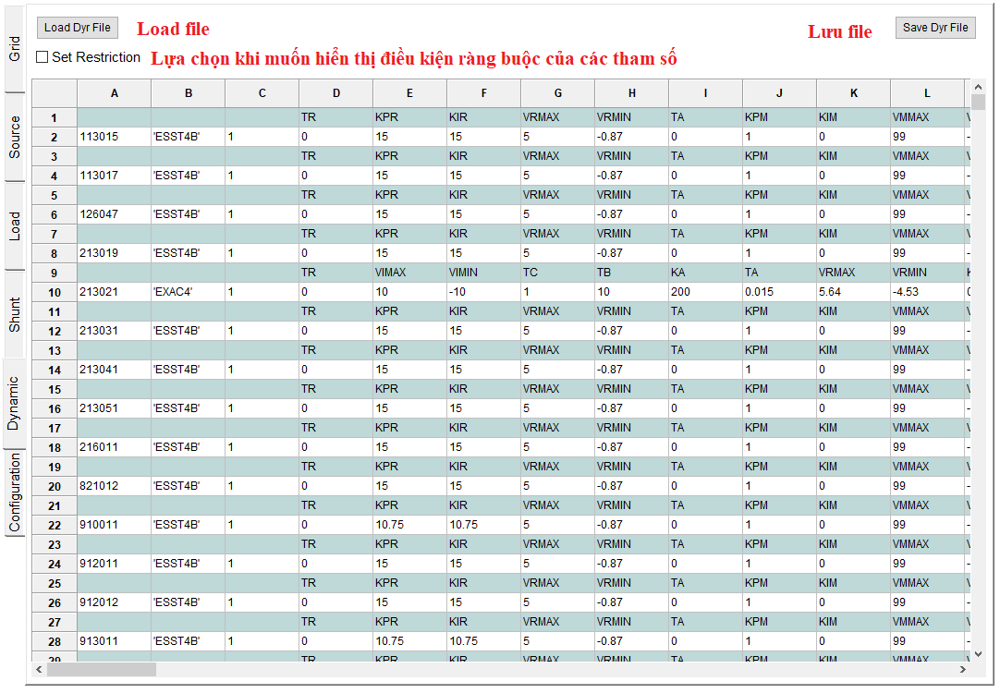 Load Dyr File Load file Lưu file Save Dyr File
Set Restriction Lựa chọn khi muốn hiển thị điều kiện ràng buộc của các tham số
Grid
Source
Load
Shunt
Dynamic
Configuration
A B C D E F G H I J K L
1 TR KPR KIR VRMAX VRMIN TA KPM KIM VMMAX
2 113015 'ESST4B' 1 0 15 15 5 -0.87 0 1 0 99 -
3 TR KPR KIR VRMAX VRMIN TA KPM KIM VMMAX
4 113017 'ESST4B' 1 0 15 15 5 -0.87 0 1 0 99 -
5 TR KPR KIR VRMAX VRMIN TA KPM KIM VMMAX
6 126047 'ESST4B' 1 0 15 15 5 -0.87 0 1 0 99 -
7 TR KPR KIR VRMAX VRMIN TA KPM KIM VMMAX
8 213019 'ESST4B' 1 0 15 15 5 -0.87 0 1 0 99 -
9 TR VIMAX VIMIN TC TB KA TA VRMAX VRMIN
10 213021 'EXAC4' 1 0 10 -10 1 10 200 0.015 5.64 -4.53
11 TR KPR KIR VRMAX VRMIN TA KPM KIM VMMAX
12 213031 'ESST4B' 1 0 15 15 5 -0.87 0 1 0 99 -
13 TR KPR KIR VRMAX VRMIN TA KPM KIM VMMAX
14 213041 'ESST4B' 1 0 15 15 5 -0.87 0 1 0 99 -
15 TR KPR KIR VRMAX VRMIN TA KPM KIM VMMAX
16 213051 'ESST4B' 1 0 15 15 5 -0.87 0 1 0 99 -
17 TR KPR KIR VRMAX VRMIN TA KPM KIM VMMAX
18 216011 'ESST4B' 1 0 15 15 5 -0.87 0 1 0 99 -
19 TR KPR KIR VRMAX VRMIN TA KPM KIM VMMAX
20 821012 'ESST4B' 1 0 15 15 5 -0.87 0 1 0 99 -
21 TR KPR KIR VRMAX VRMIN TA KPM KIM VMMAX
22 910011 'ESST4B' 1 0 10.75 10.75 5 -0.87 0 1 0 99 -
23 TR KPR KIR VRMAX VRMIN TA KPM KIM VMMAX
24 912011 'ESST4B' 1 0 15 15 5 -0.87 0 1 0 99 -
25 TR KPR KIR VRMAX VRMIN TA KPM KIM VMMAX
26 912012 'ESST4B' 1 0 15 15 5 -0.87 0 1 0 99 -
27 TR KPR KIR VRMAX VRMIN TA KPM KIM VMMAX
28 913011 'ESST4B' 1 0 10.75 10.75 5 -0.87 0 1 0 99 -
29 TR KPR KIR VRMAX VRMIN TA KPM KIM VMMAX